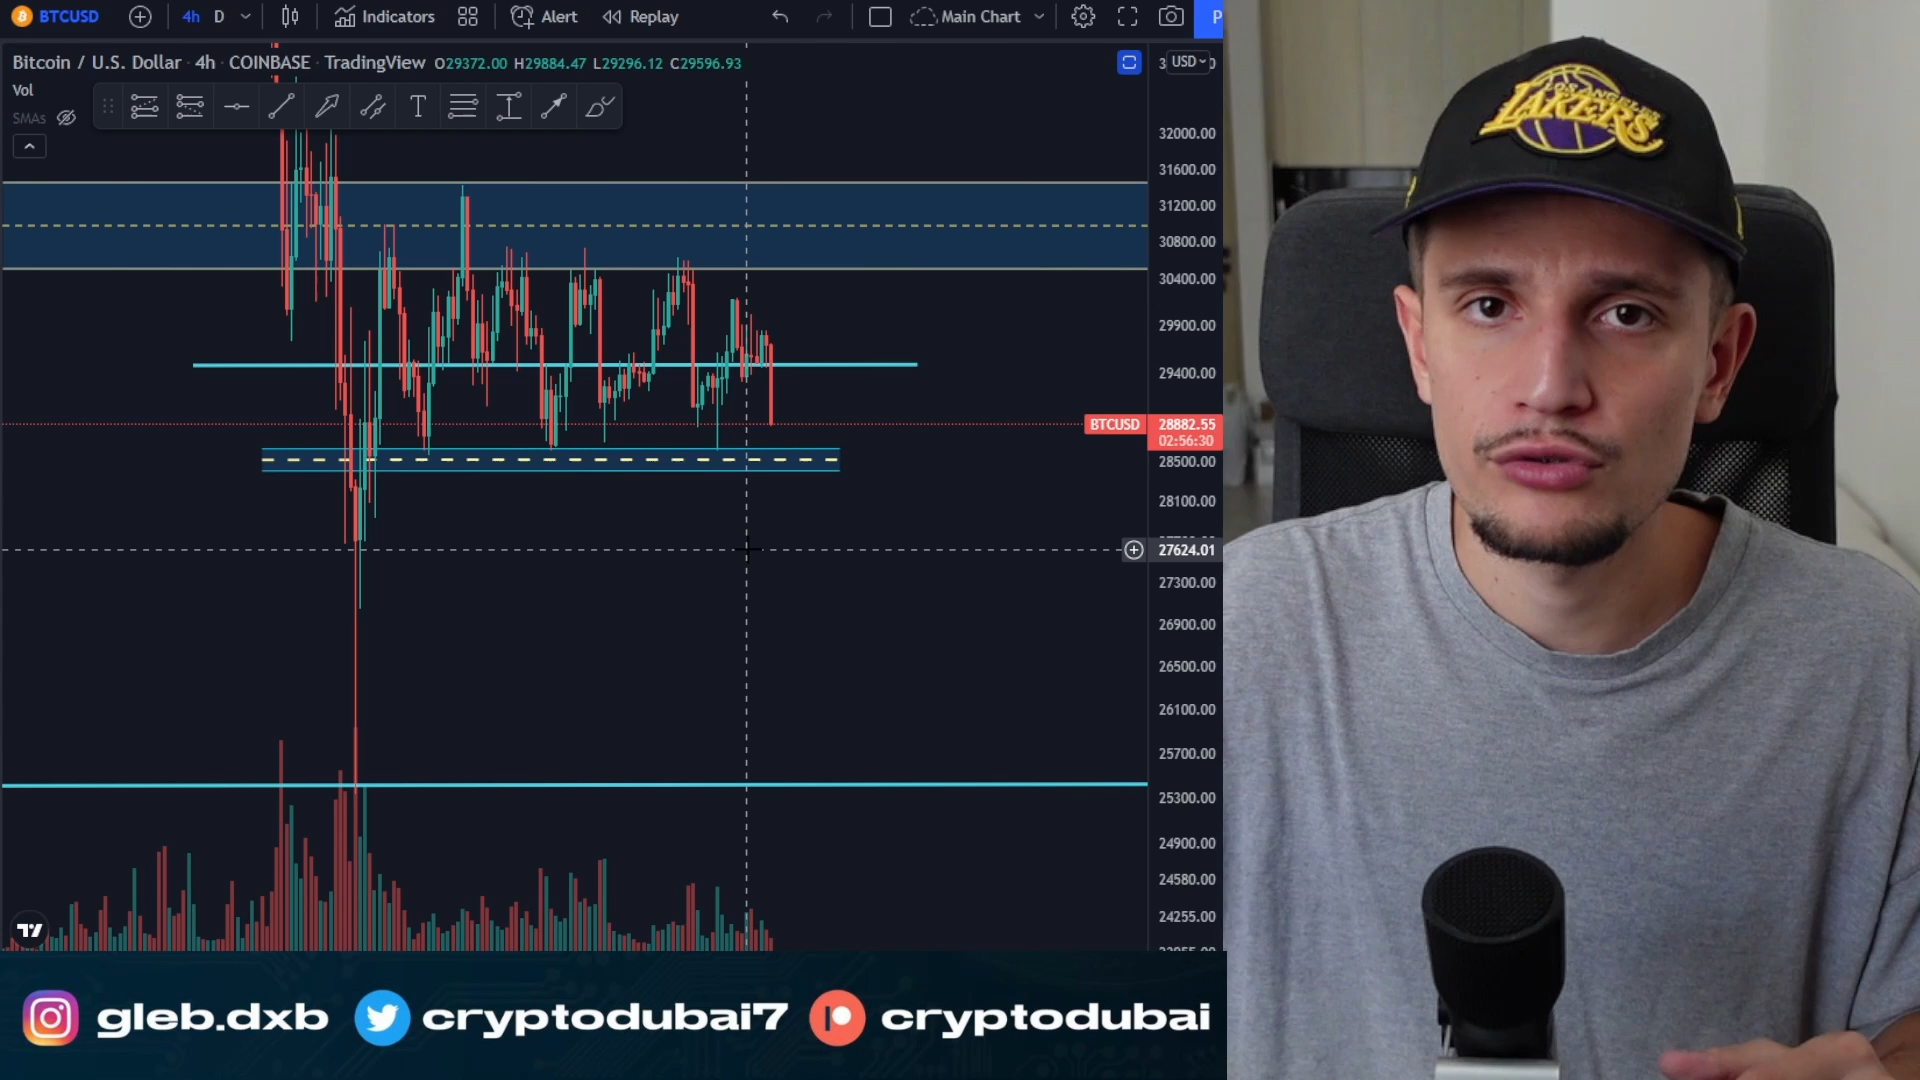 BTCUSD 4h D Indicators Alert Replay Main Chart P
Bitcoin / U.S. Dollar · 4h · COINBASE · TradingView O29372.00 H29884.47 L29296.12 C29596.93
USD
Vol
SMAs
T
32000.00
31600.00
31200.00
30800.00
30400.00
29900.00
29400.00
BTCUSD 28882.55
02:56:30
28500.00
28100.00
27624.01
27300.00
26900.00
26500.00
26100.00
25700.00
25300.00
24900.00
24580.00
24255.00
LOS ANGELES
LAKERS
gleb.dxb cryptodubai7 cryptodubai